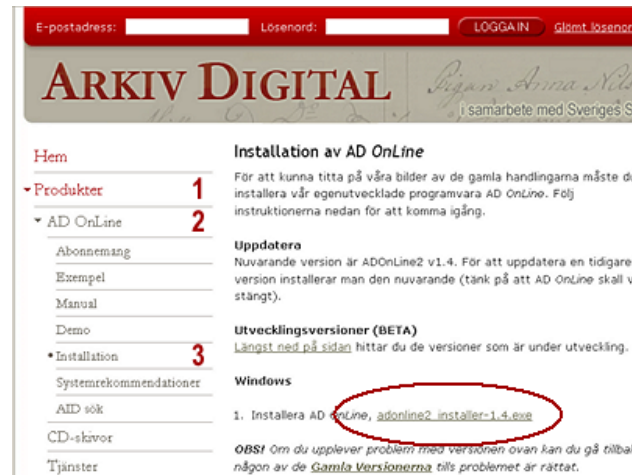 E-postadress: Lösenord: LOGGA IN Glömt lösenor
ARKIV DIGITAL
Pigan Anna Nils
i samarbete med Sveriges S
Hem
Produkter 1
AD OnLine 2
Abonnemang
Exempel
Manual
Demo
Installation 3
Systemrekommendationer
AID sök
CD-skivor
Tjänster
Installation av AD OnLine
För att kunna titta på våra bilder av de gamla handlingarna måste du
installera vår egenutvecklade programvara AD OnLine. Följ
instruktionerna nedan för att komma igång.
Uppdatera
Nuvarande version är ADOnLine2 v1.4. För att uppdatera en tidigare
version installerar man den nuvarande (tänk på att AD OnLine skall v
stängt).
Utvecklingsversioner (BETA)
Längst ned på sidan hittar du de versioner som är under utveckling.
Windows
1. Installera AD OnLine, adonline2_installer-1.4.exe
OBS! Om du upplever problem med versionen ovan kan du gå tillba
någon av de Gamla Versionerna tills problemet är rättat.